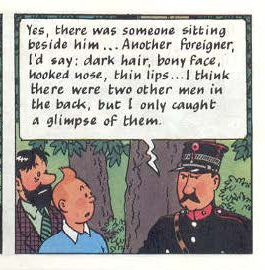 Yes, there was someone sitting
beside him... Another foreigner,
I'd say: dark hair, bony face,
hooked nose, thin lips... I think
there were two other men in
the back, but I only caught
a glimpse of them.